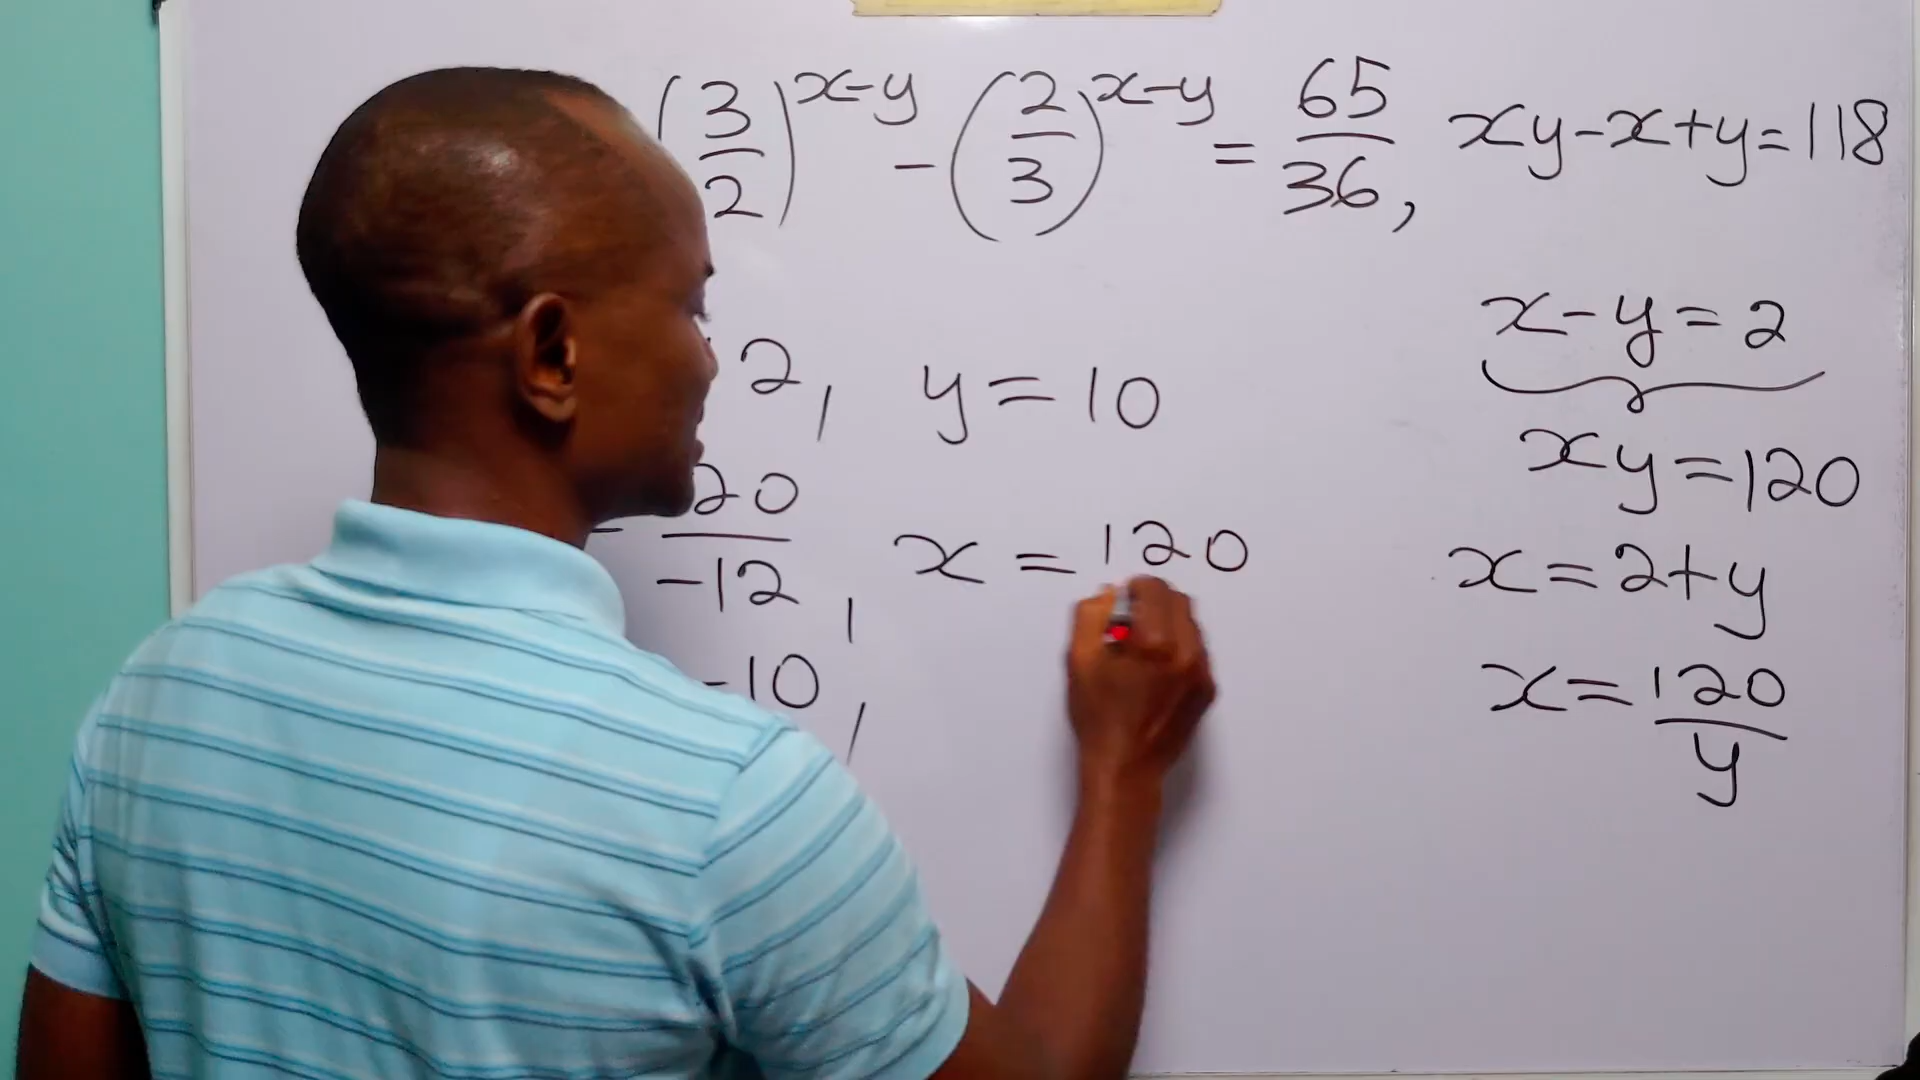 (3/2)^x-y - (2/3)^x-y = 65/36, xy-x+y=118
x-y=2
2, y=10
xy=120
20/-12, x=120
x=2+y
-10,
x=120/y